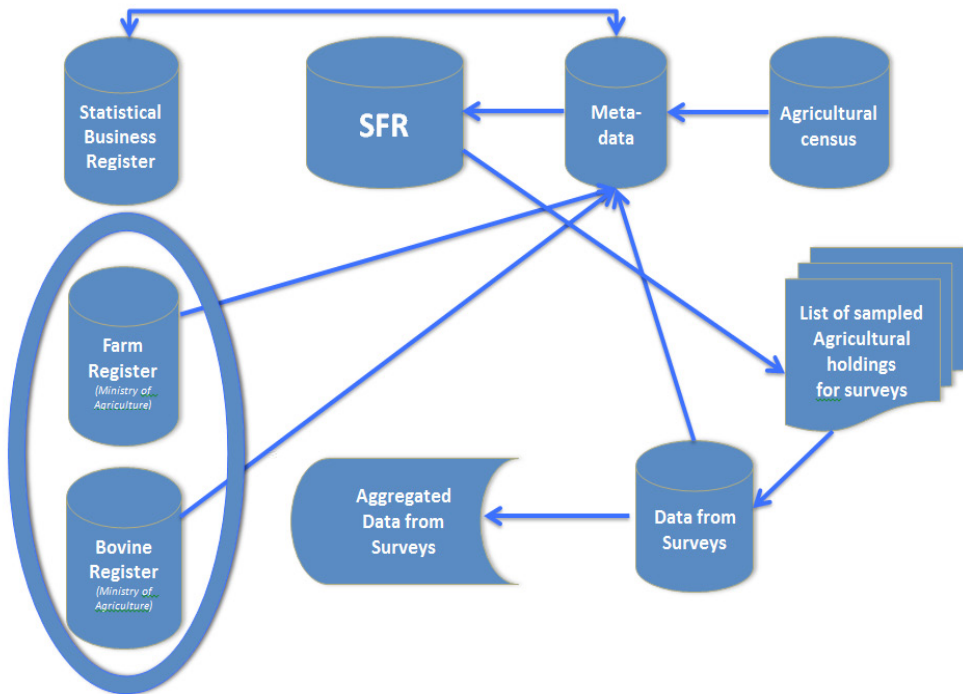 Statistical
Business
Register
SFR
Meta-
data
Agricultural
census
Farm
Register
(Ministry of
Agriculture)
List of sampled
Agricultural
holdings
for surveys
Bovine
Register
(Ministry of
Agriculture)
Aggregated
Data from
Surveys
Data from
Surveys